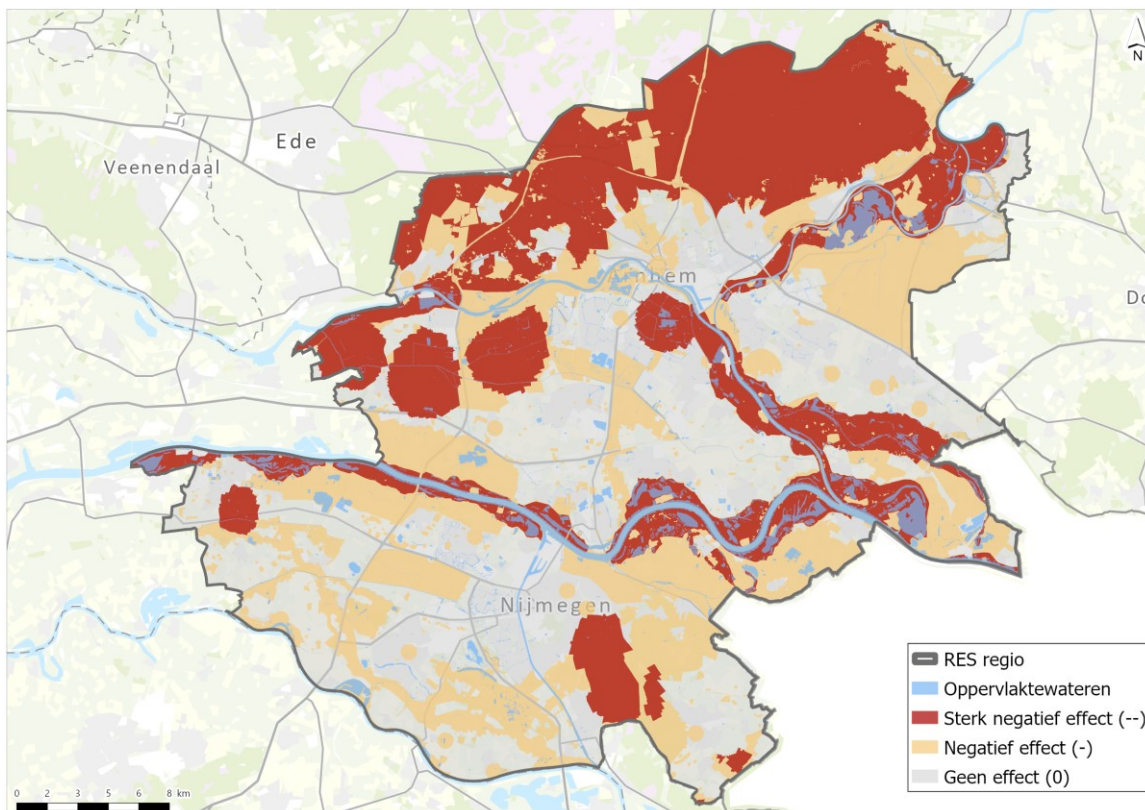 N
Ede
Veenendaal
Arnhem
Do
Nijmegen
RES regio
Oppervlaktewateren
Sterk negatief effect (--)
Negatief effect (-)
Geen effect (0)
0 2 3 5 6 8 km